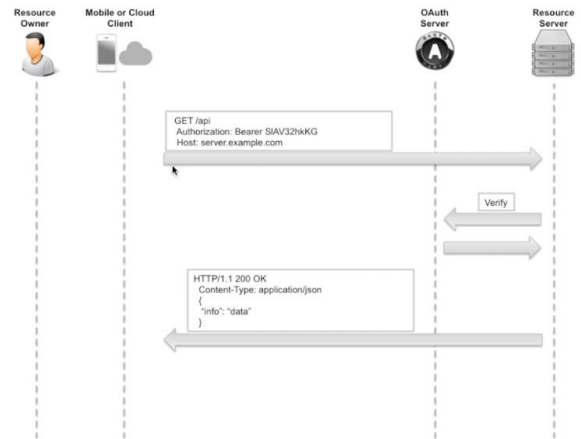 Resource
Owner
Mobile or Cloud
Client
OAuth
Server
Resource
Server
GET /api
Authorization: Bearer SIAV32hkKG
Host: server.example.com
Verify
HTTP/1.1 200 OK
Content-Type: application/json
{
"info": "data"
}